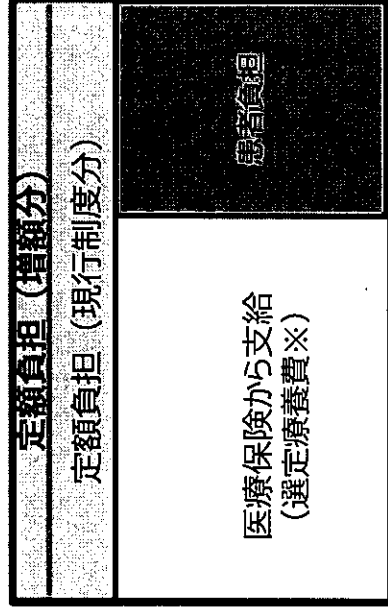 定額負担（増額分）
定額負担（現行制度分）
医療保険から支給
（選定療養費※）
患者負担